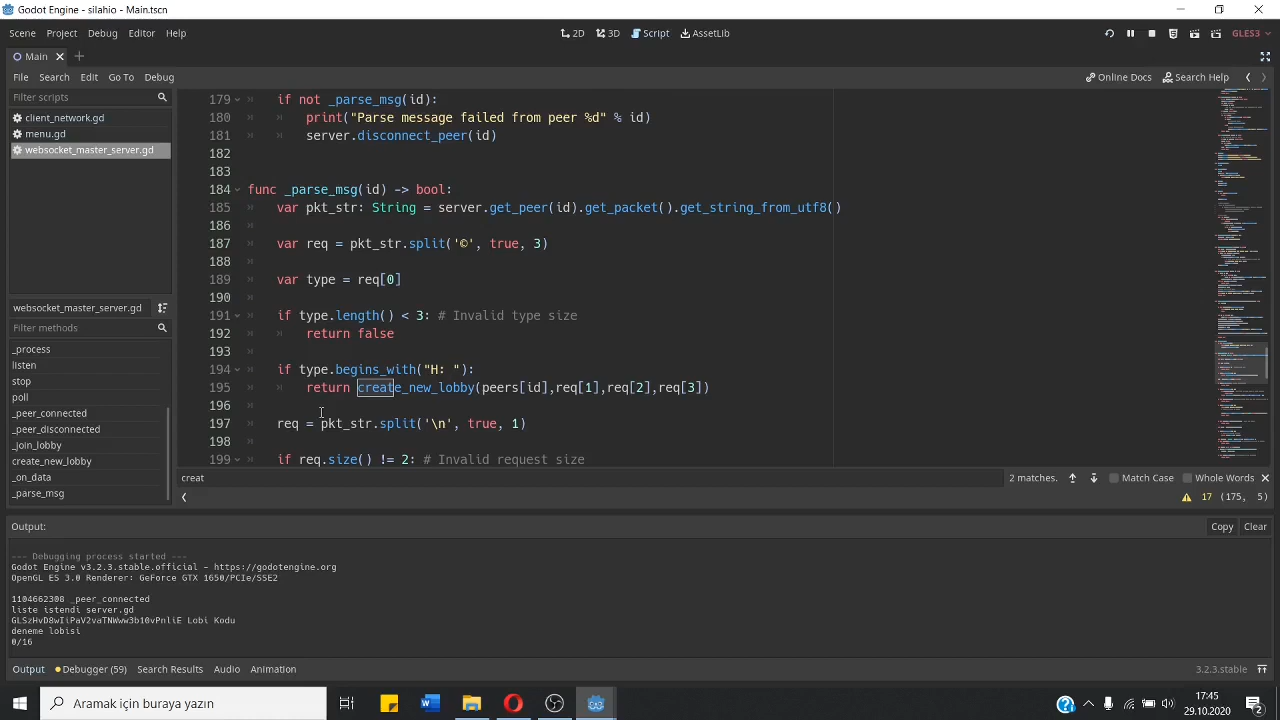 Godot Engine - silahio - Main.tscn
Scene Project Debug Editor Help
2D 3D Script AssetLib
GLES3
Main
File Search Edit Go To Debug
Online Docs Search Help
Filter scripts
client_network.gd
menu.gd
websocket_master_server.gd
websocket_master_server.gd
Filter methods
_process
listen
stop
poll
_peer_connected
_peer_disconnected
_join_lobby
create_new_lobby
_on_data
_parse_msg
179 if not _parse_msg(id):
180 print("Parse message failed from peer %d" % id)
181 server.disconnect_peer(id)
182
183
184 func _parse_msg(id) -> bool:
185 var pkt_str: String = server.get_peer(id).get_packet().get_string_from_utf8()
186
187 var req = pkt_str.split('©', true, 3)
188
189 var type = req[0]
190
191 if type.length() < 3: # Invalid type size
192 return false
193
194 if type.begins_with("H: "):
195 return create_new_lobby(peers[id],req[1],req[2],req[3])
196
197 req = pkt_str.split('\n', true, 1)
198
199 if req.size() != 2: # Invalid request size
creat
2 matches. Match Case Whole Words
17 (175, 5)
Output:
Copy Clear
--- Debugging process started ---
Godot Engine v3.2.3.stable.official - https://godotengine.org
OpenGL ES 3.0 Renderer: GeForce GTX 1650/PCIe/SSE2
1104662308 _peer_connected
liste istendi server.gd
deneme lobisi
0/16
Output Debugger (59) Search Results Audio Animation
3.2.3.stable
Aramak için buraya yazın
17:45
29.10.2020
2